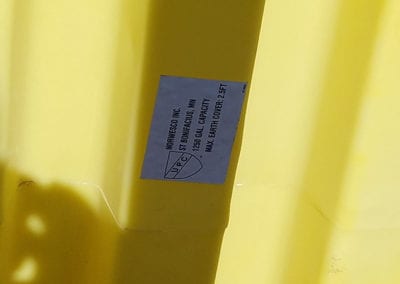 NORWESCO INC.
ST BONIFACIUS, MN
1250 GAL. CAPACITY
MAX. EARTH COVER: 2.5FT
UPC